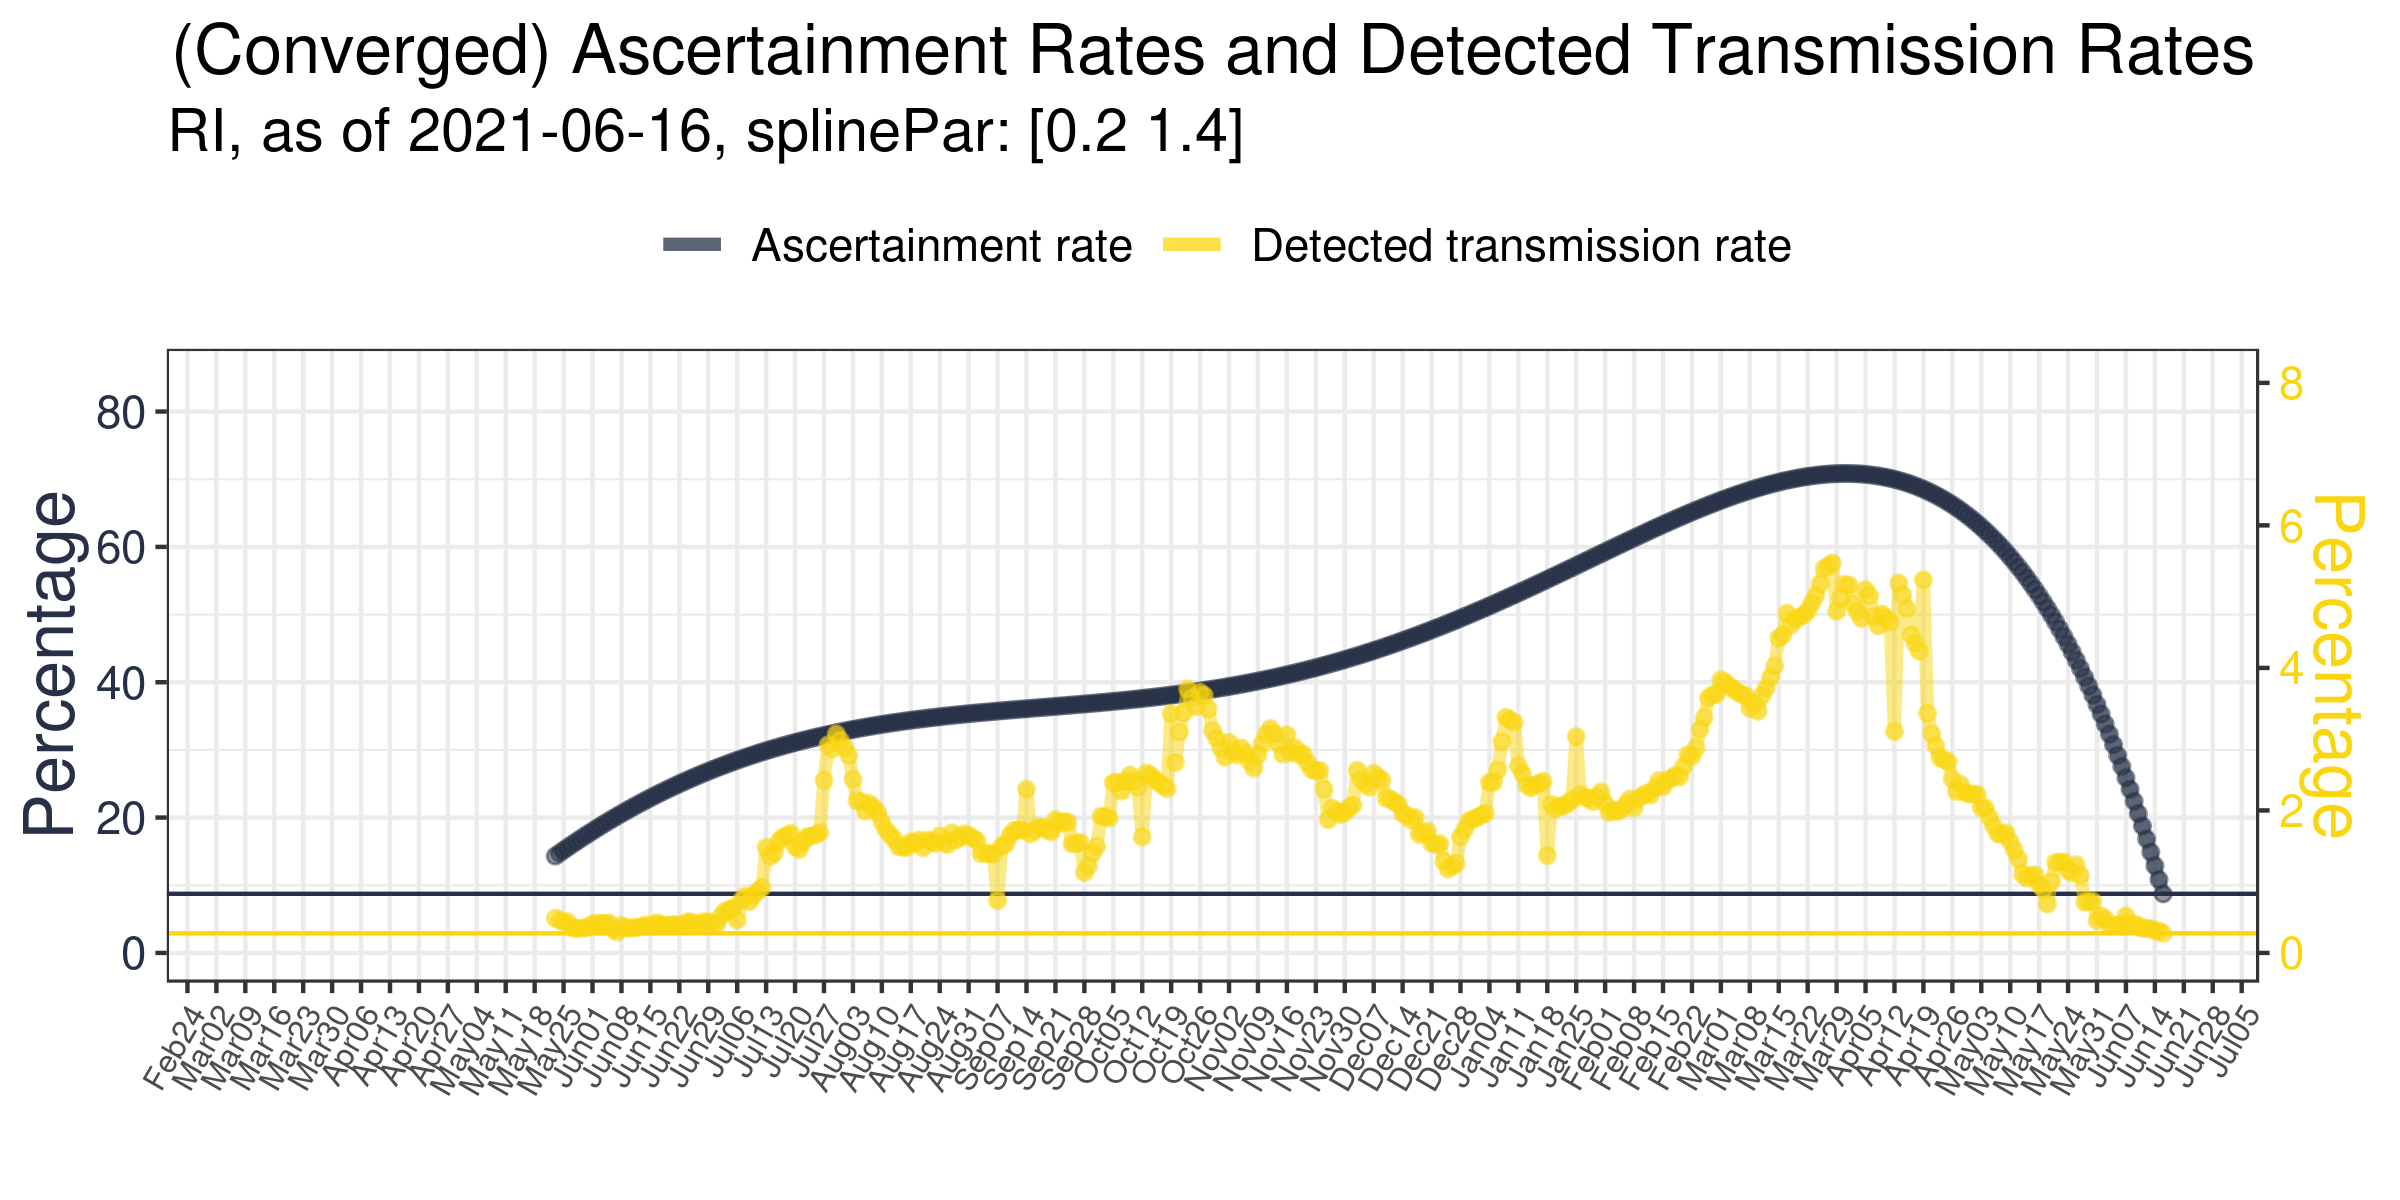 (Converged) Ascertainment Rates and Detected Transmission Rates
RI, as of 2021-06-16, splinePar: [0.2 1.4]
Ascertainment rate Detected transmission rate
Percentage
80
60
40
20
0
8
6
4
2
0
Percentage
Feb24
Mar02
Mar09
Mar16
Mar23
Mar30
Apr06
Apr13
Apr20
Apr27
May04
May11
May18
May25
Jun01
Jun08
Jun15
Jun22
Jun29
Jul06
Jul13
Jul20
Jul27
Aug03
Aug10
Aug17
Aug24
Aug31
Sep07
Sep14
Sep21
Sep28
Oct05
Oct12
Oct19
Oct26
Nov02
Nov09
Nov16
Nov23
Nov30
Dec07
Dec14
Dec21
Dec28
Jan04
Jan11
Jan18
Jan25
Feb01
Feb08
Feb15
Feb22
Mar01
Mar08
Mar15
Mar22
Mar29
Apr05
Apr12
Apr19
Apr26
May03
May10
May17
May24
May31
Jun07
Jun14
Jun21
Jun28
Jul05